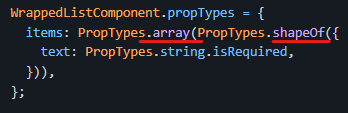 WrappedListComponent.propTypes = {
  items: PropTypes.array(PropTypes.shapeOf({
    text: PropTypes.string.isRequired,
  })),
};